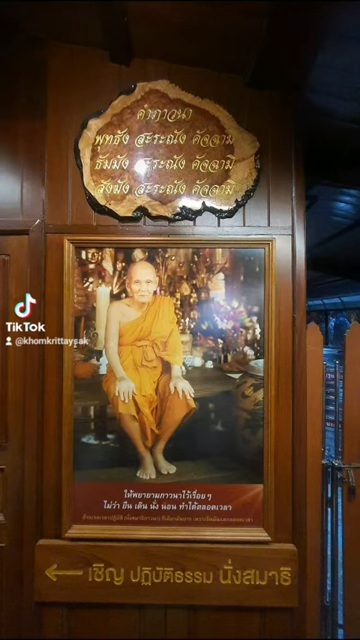 คำภาวนา
พุทธัง สะระณัง คัจฉามิ
ธัมมัง สะระณัง คัจฉามิ
สังฆัง สะระณัง คัจฉามิ
TikTok
@khomkrittaysak
ให้พยายามภาวนาไว้เรื่อยๆ
ไม่ว่า ยืน เดิน นั่ง นอน ทำได้ตลอดเวลา
เชิญ ปฏิบัติธรรม นั่งสมาธิ